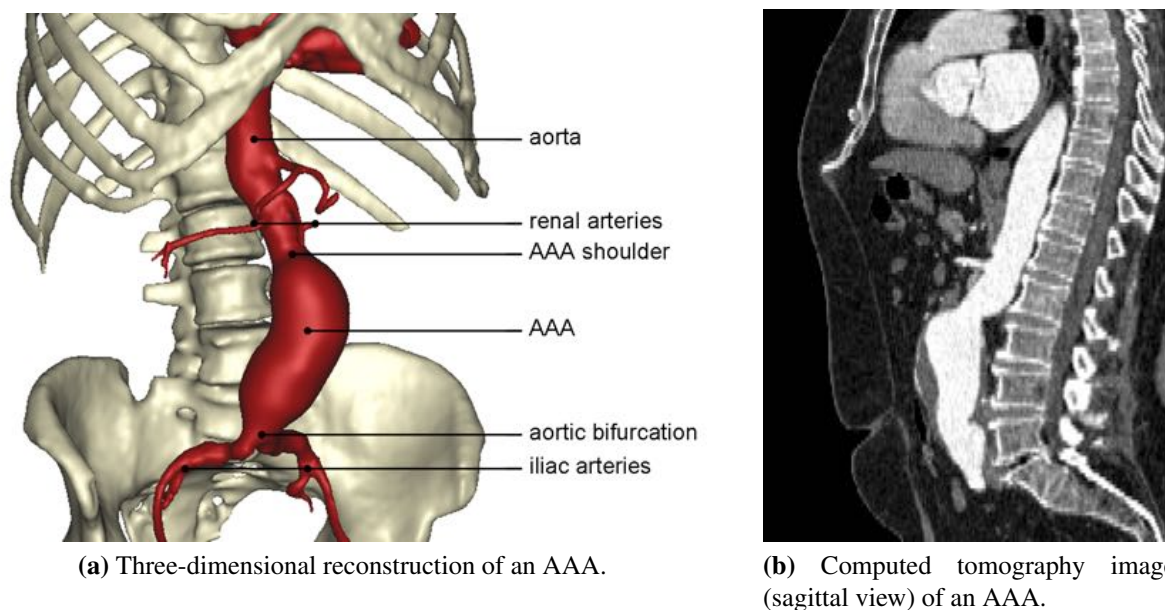 aorta
renal arteries
AAA shoulder
AAA
aortic bifurcation
iliac arteries
(a) Three-dimensional reconstruction of an AAA.
(b) Computed tomography image
(sagittal view) of an AAA.